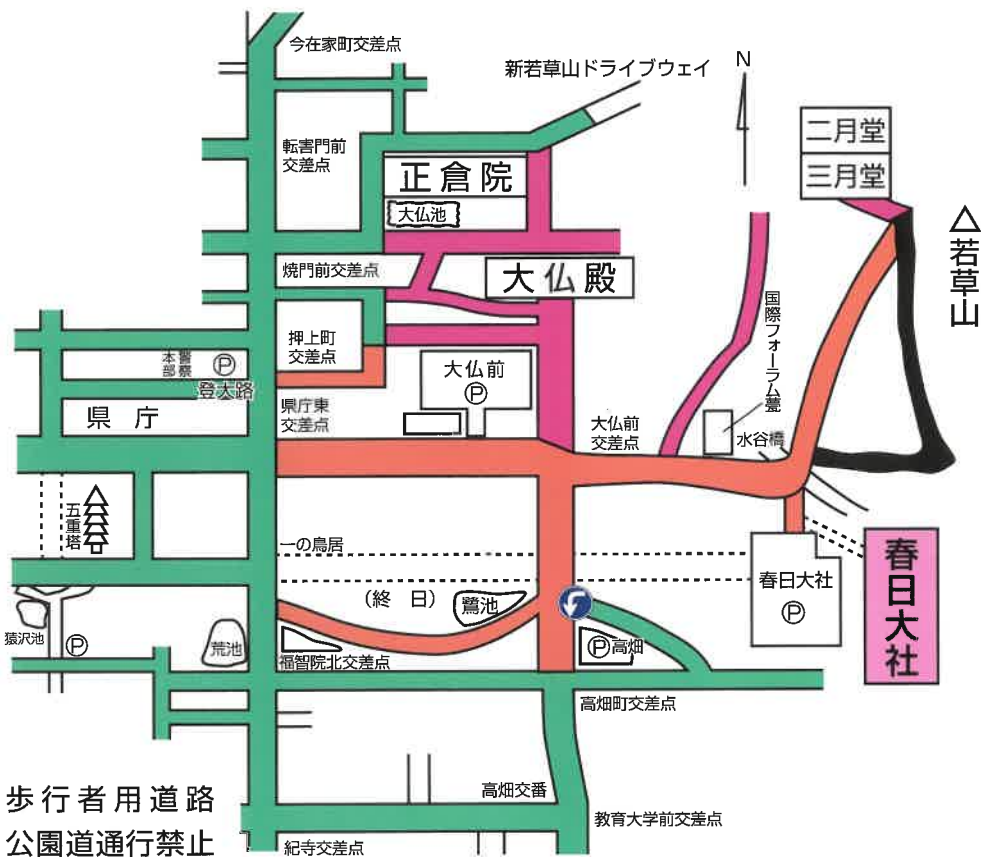 今在家町交差点
新若草山ドライブウェイ
N
二月堂
三月堂
転害門前
交差点
正倉院
大仏池
△若草山
焼門前交差点
大仏殿
国際フォーラム甍
押上町
交差点
警察
本部
P
登大路
大仏前
P
県庁
県庁東
交差点
大仏前
交差点
水谷橋
五重塔
一の鳥居
春日大社
P
春日大社
(終 日)
鷺池
猿沢池
P
荒池
福智院北交差点
P高畑
高畑町交差点
高畑交番
歩行者用道路
公園道通行禁止
教育大学前交差点
紀寺交差点